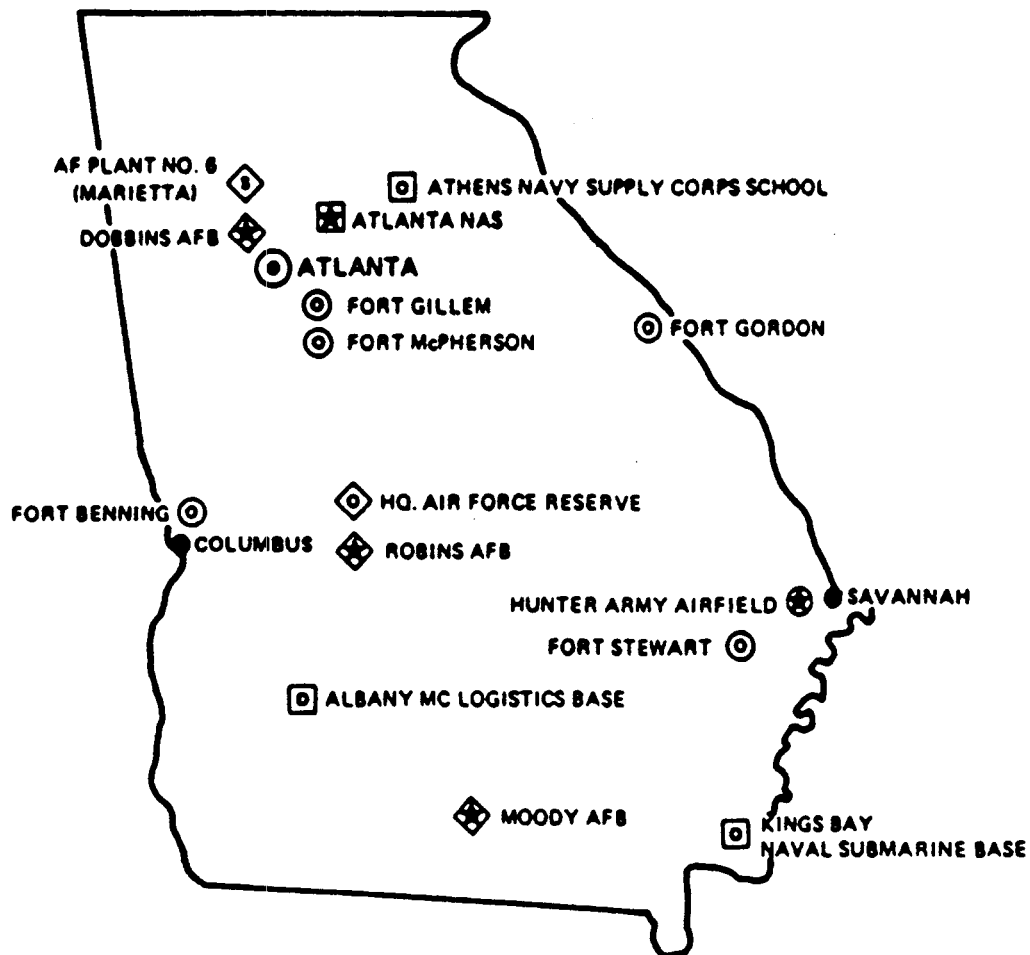 AF PLANT NO. 6
(MARIETTA)
ATHENS NAVY SUPPLY CORPS SCHOOL
ATLANTA NAS
DOBBINS AFB
ATLANTA
FORT GILLEM
FORT McPHERSON
FORT GORDON
HQ. AIR FORCE RESERVE
FORT BENNING
COLUMBUS
ROBINS AFB
HUNTER ARMY AIRFIELD
SAVANNAH
FORT STEWART
ALBANY MC LOGISTICS BASE
MOODY AFB
KINGS BAY
NAVAL SUBMARINE BASE